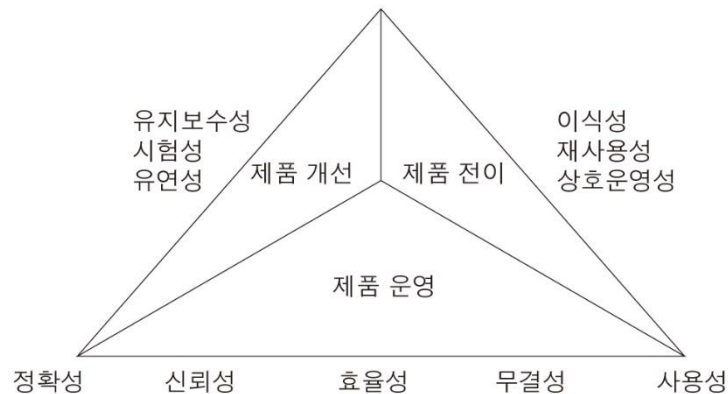 유지보수성
시험성
유연성
이식성
재사용성
상호운영성
제품 개선
제품 전이
제품 운영
정확성 신뢰성 효율성 무결성 사용성